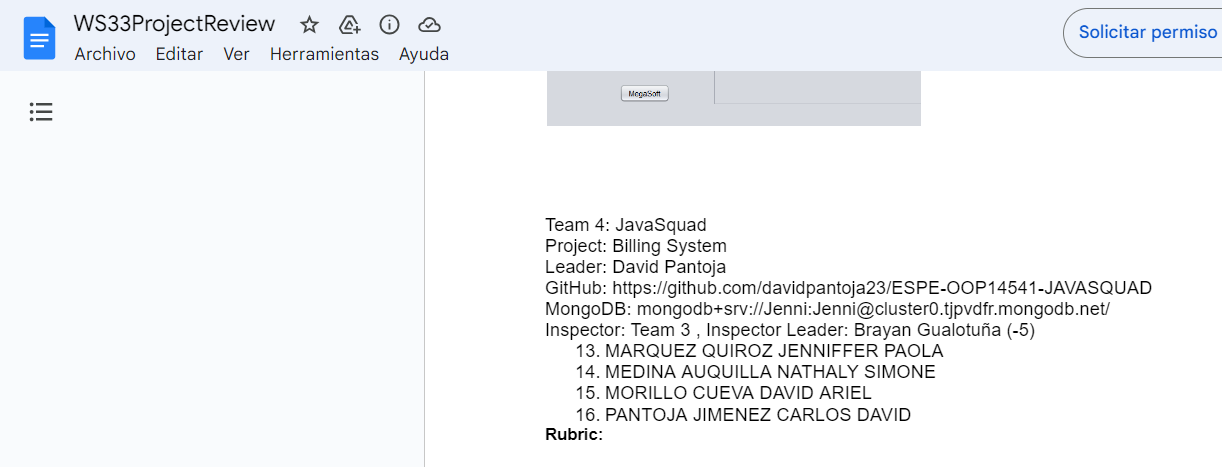 WS33ProjectReview
Archivo Editar Ver Herramientas Ayuda
Solicitar permiso
MegaSoft
Team 4: JavaSquad
Project: Billing System
Leader: David Pantoja
GitHub: https://github.com/davidpantoja23/ESPE-OOP14541-JAVASQUAD
MongoDB: mongodb+srv://Jenni:Jenni@cluster0.tjpvdfr.mongodb.net/
Inspector: Team 3 , Inspector Leader: Brayan Gualotuña (-5)
13. MARQUEZ QUIROZ JENNIFFER PAOLA
14. MEDINA AUQUILLA NATHALY SIMONE
15. MORILLO CUEVA DAVID ARIEL
16. PANTOJA JIMENEZ CARLOS DAVID
Rubric: